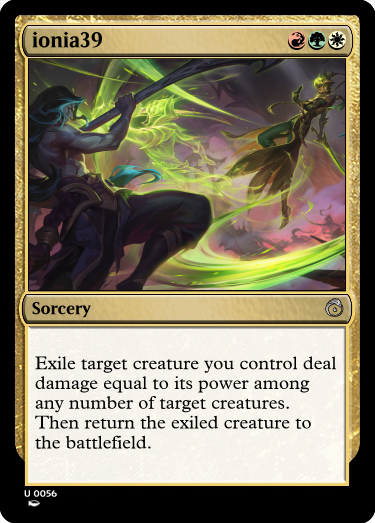 ionia39
Sorcery
Exile target creature you control deal
damage equal to its power among
any number of target creatures.
Then return the exiled creature to
the battlefield.
U 0056